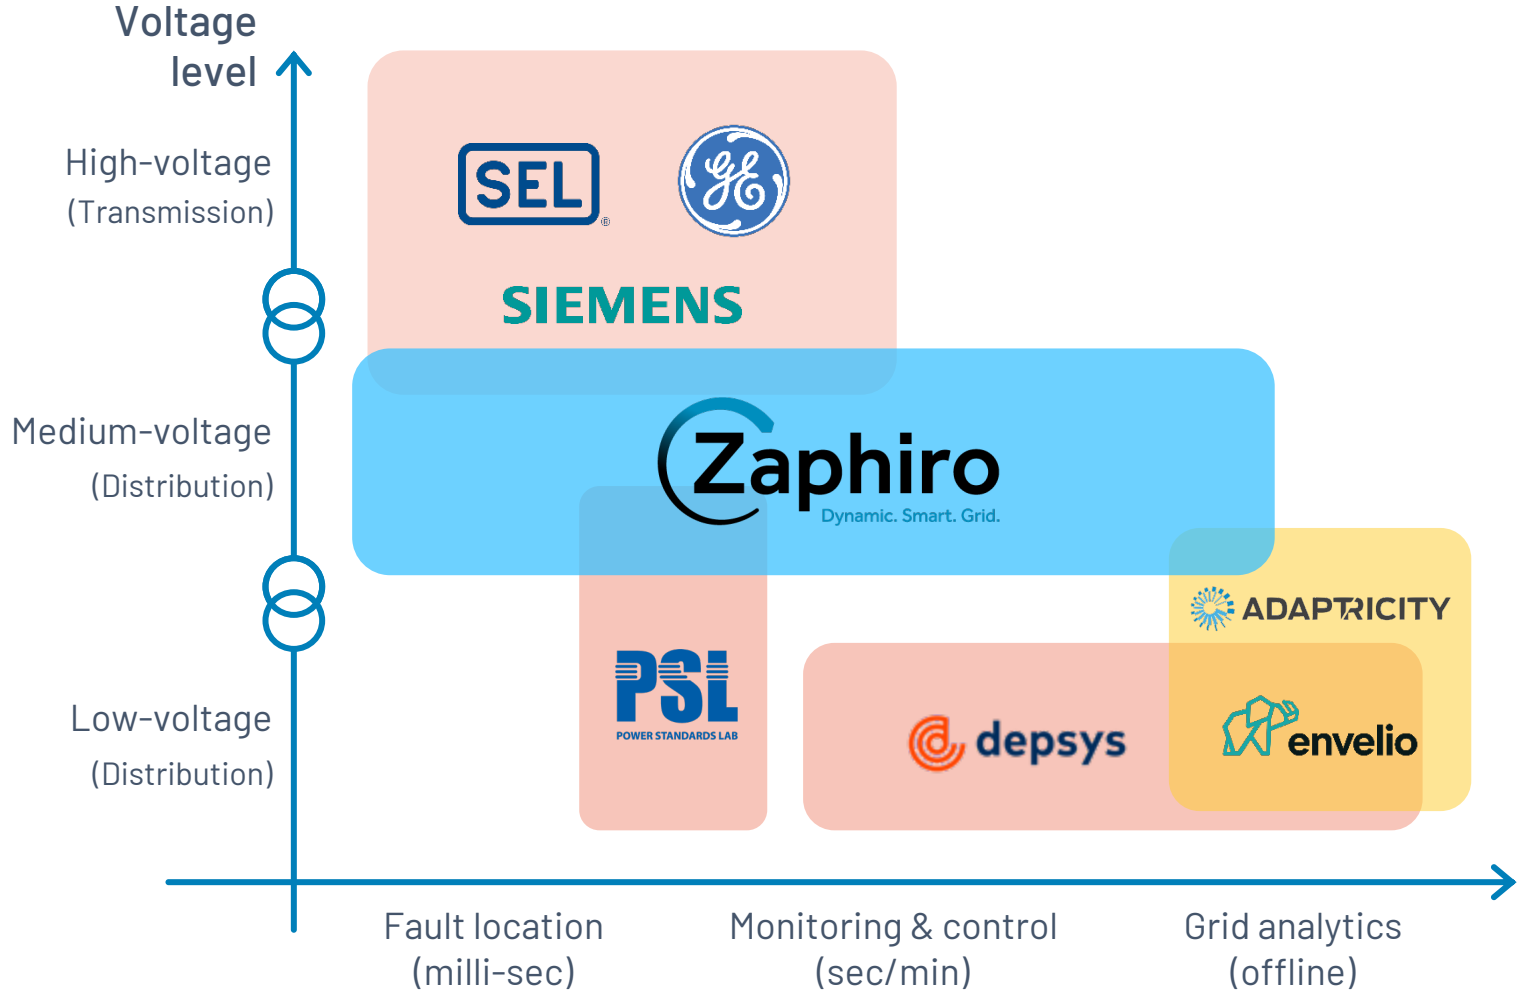 Voltage
level
High-voltage
(Transmission)
SEL
®
GE
SIEMENS
Medium-voltage
(Distribution)
Zaphiro
Dynamic. Smart. Grid.
ADAPTRICITY
PSL
POWER STANDARDS LAB
Low-voltage
(Distribution)
depsys
envelio
Fault location
(milli-sec)
Monitoring & control
(sec/min)
Grid analytics
(offline)